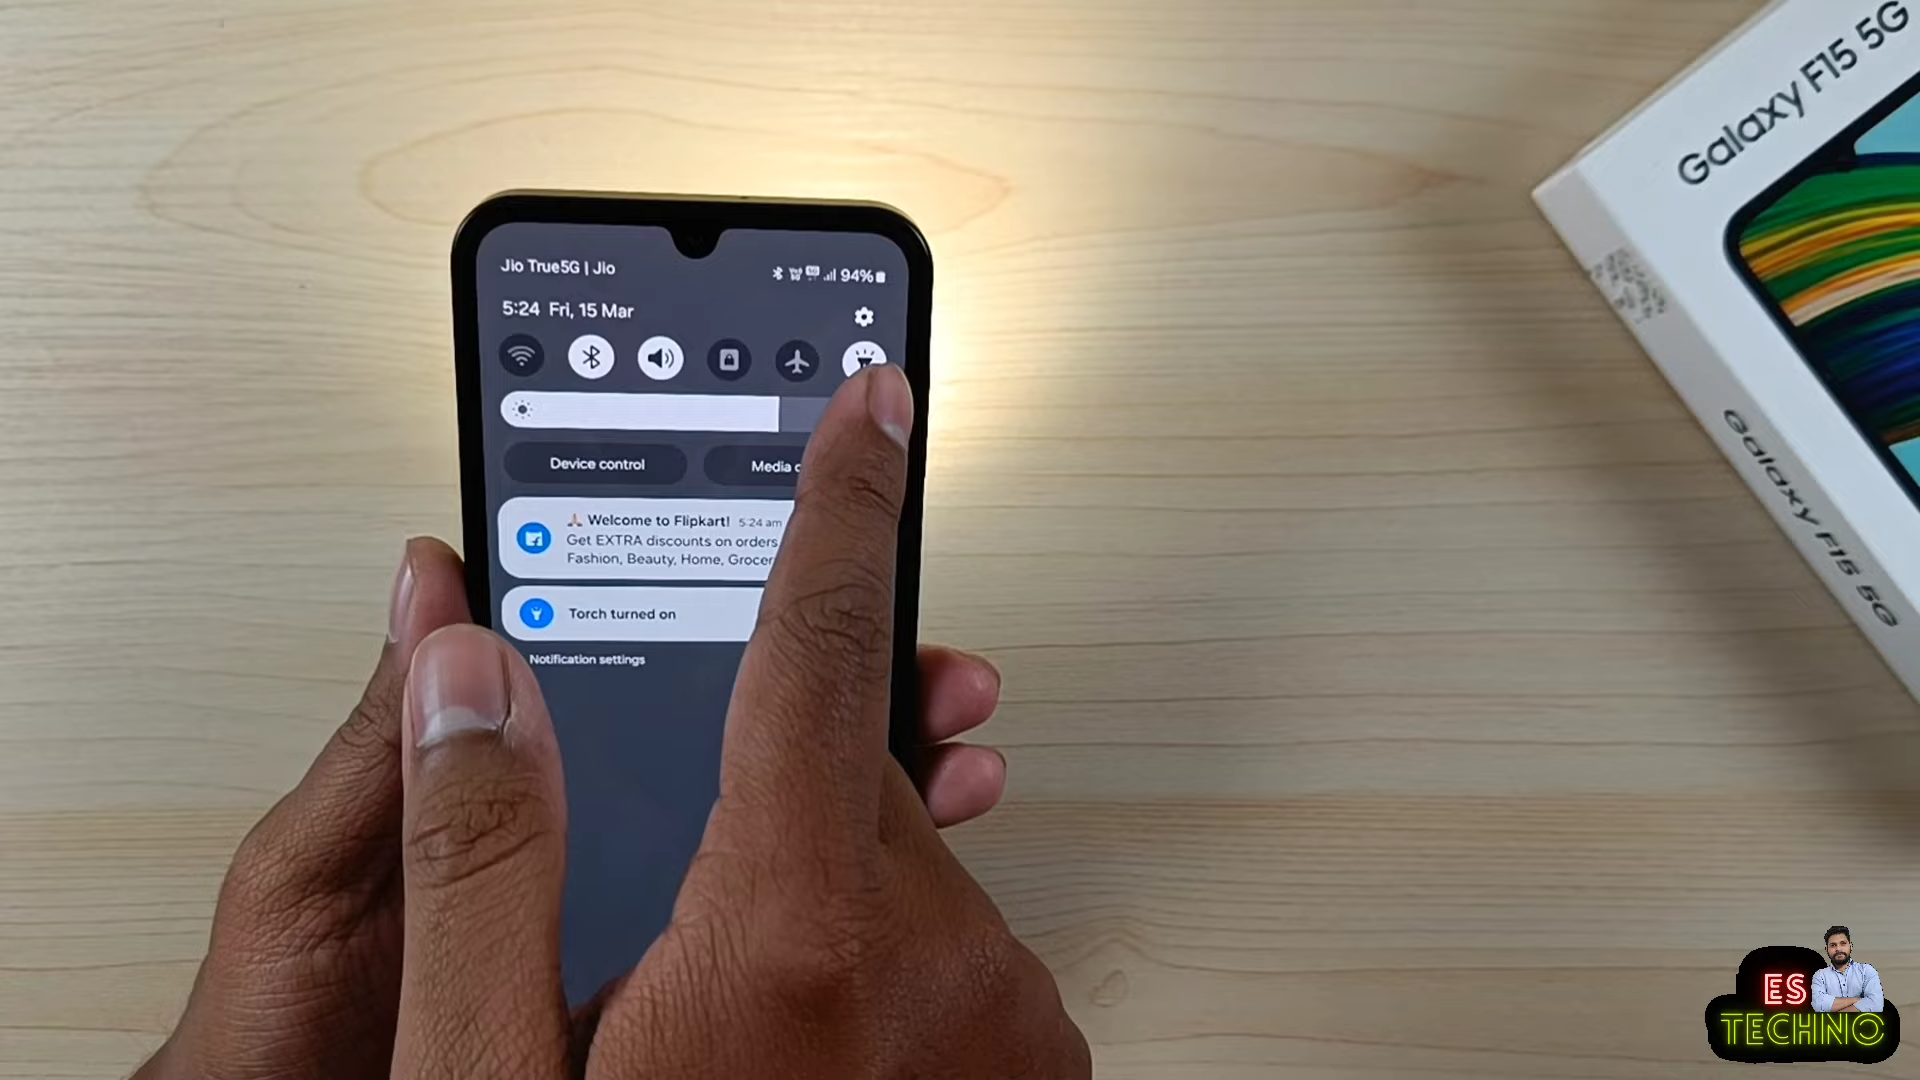 Galaxy F15 5G
Jio True5G | Jio
94%
5:24 Fri, 15 Mar
Device control
Media
Welcome to Flipkart! 5:24 am
Get EXTRA discounts on orders
Fashion, Beauty, Home,
Torch turned on
Notification settings
Galaxy F15 5G
ES
TECHNO